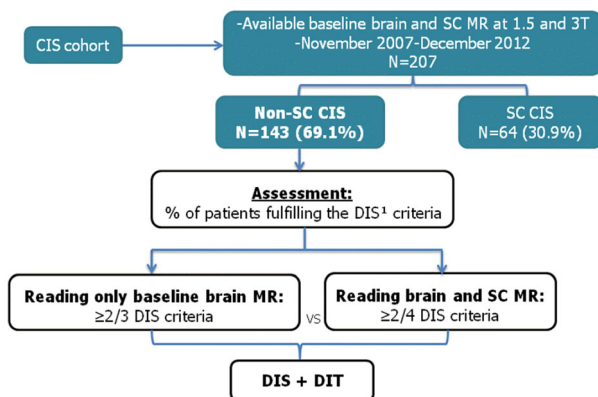 CIS cohort
-Available baseline brain and SC MR at 1.5 and 3T
-November 2007-December 2012
N=207
Non-SC CIS
N=143 (69.1%)
SC CIS
N=64 (30.9%)
Assessment:
% of patients fulfilling the DIS¹ criteria
Reading only baseline brain MR:
≥2/3 DIS criteria
vs
Reading brain and SC MR:
≥2/4 DIS criteria
DIS + DIT